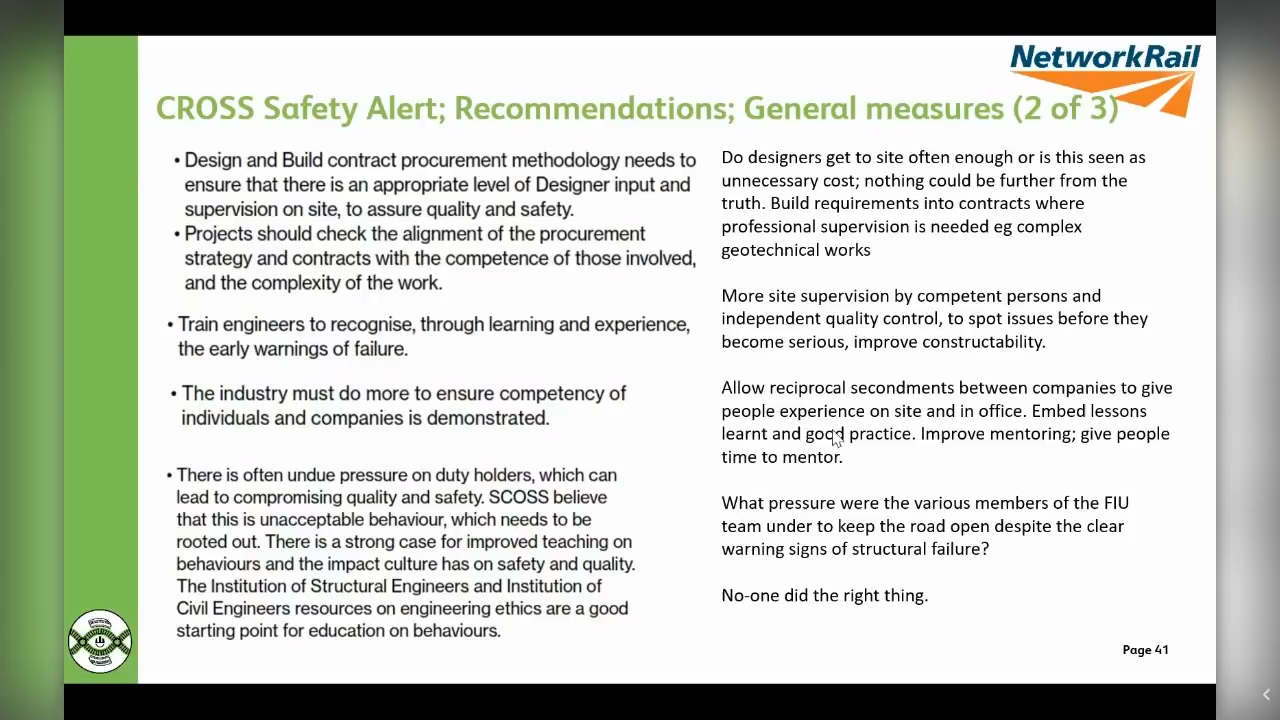 NetworkRail
CROSS Safety Alert; Recommendations; General measures (2 of 3)
• Design and Build contract procurement methodology needs to
ensure that there is an appropriate level of Designer input and
supervision on site, to assure quality and safety.
• Projects should check the alignment of the procurement
strategy and contracts with the competence of those involved,
and the complexity of the work.
• Train engineers to recognise, through learning and experience,
the early warnings of failure.
• The industry must do more to ensure competency of
individuals and companies is demonstrated.
• There is often undue pressure on duty holders, which can
lead to compromising quality and safety. SCOSS believe
that this is unacceptable behaviour, which needs to be
rooted out. There is a strong case for improved teaching on
behaviours and the impact culture has on safety and quality.
The Institution of Structural Engineers and Institution of
Civil Engineers resources on engineering ethics are a good
starting point for education on behaviours.
Do designers get to site often enough or is this seen as
unnecessary cost; nothing could be further from the
truth. Build requirements into contracts where
professional supervision is needed eg complex
geotechnical works
More site supervision by competent persons and
independent quality control, to spot issues before they
become serious, improve constructability.
Allow reciprocal secondments between companies to give
people experience on site and in office. Embed lessons
learnt and good practice. Improve mentoring; give people
time to mentor.
What pressure were the various members of the FIU
team under to keep the road open despite the clear
warning signs of structural failure?
No-one did the right thing.
Page 41